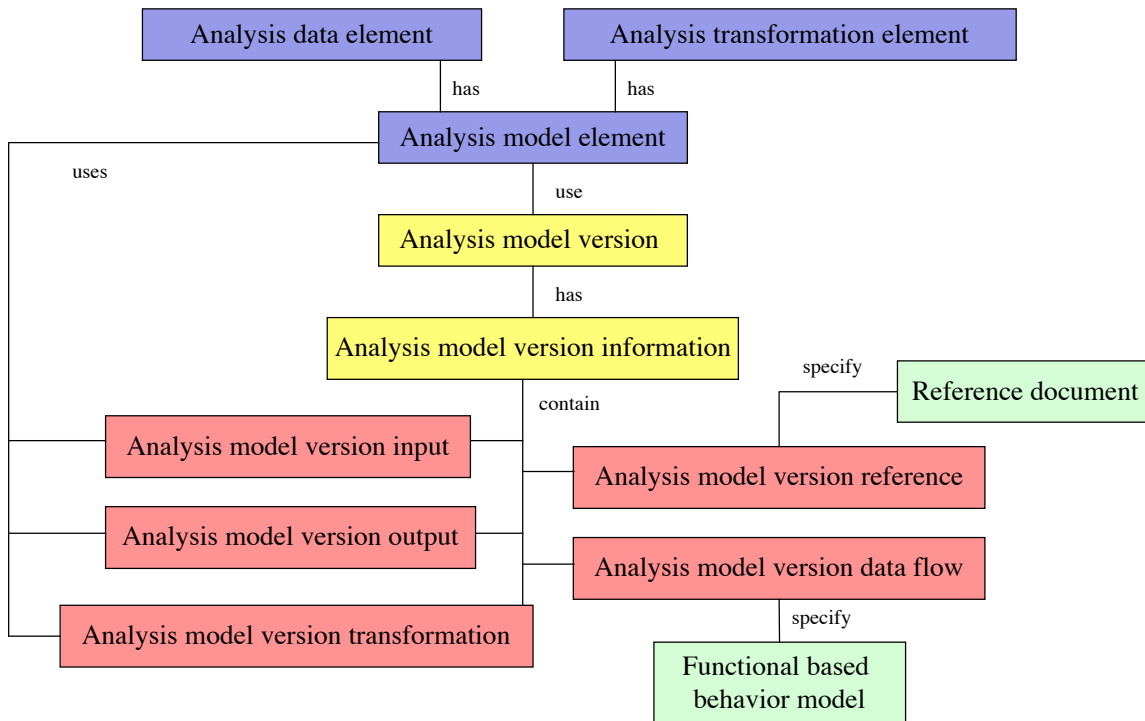 Analysis data element
Analysis transformation element
has
has
Analysis model element
uses
use
Analysis model version
has
Analysis model version information
specify
Reference document
contain
Analysis model version input
Analysis model version reference
Analysis model version output
Analysis model version data flow
specify
Analysis model version transformation
Functional based
behavior model